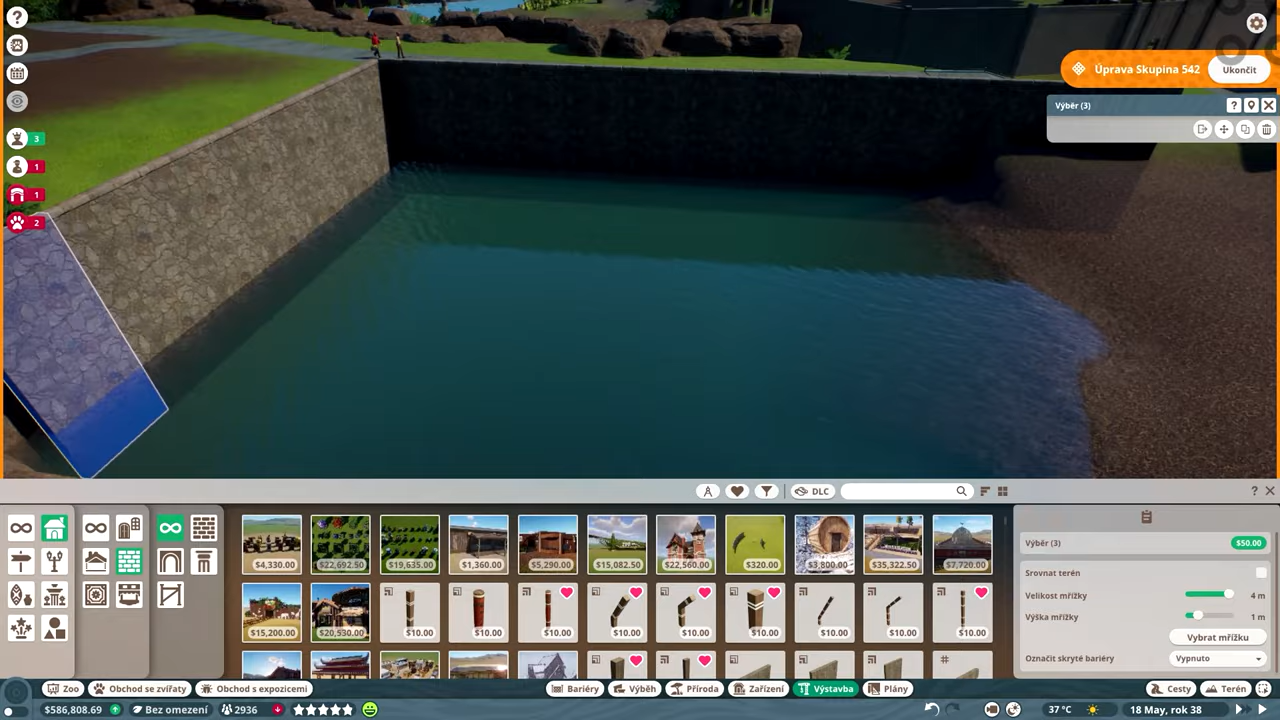 ?
Úprava Skupina 542
Ukončit
Výběr (3)
?
3
1
1
2
DLC
?
$4,330.00
$22,692.50
$19,635.00
$1,360.00
$5,290.00
$15,082.50
$22,560.00
$320.00
$3,800.00
$35,322.50
$7,720.00
$15,200.00
$20,530.00
$10.00
$10.00
$10.00
$10.00
$10.00
$10.00
$10.00
$10.00
$10.00
Výběr (3)
$50.00
Srovnat terén
Velikost mřížky
4 m
Výška mřížky
1 m
Vybrat mřížku
Označit skryté bariéry
Vypnuto
Zoo
Obchod se zvířaty
Obchod s expozicemi
Bariéry
Výběh
Příroda
Zařízení
Výstavba
Plány
Cesty
Terén
$586,808.69
Bez omezení
2936
37 °C
18 May, rok 38